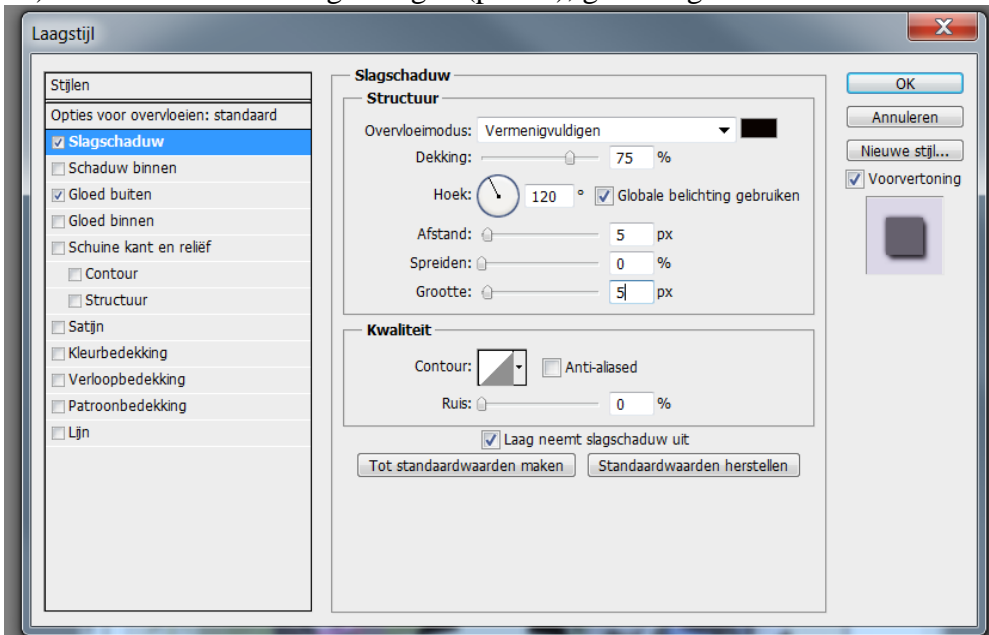 Laagstijl
Stijlen
Opties voor overvloeien: standaard
Slagschaduw
Schaduw binnen
Gloed buiten
Gloed binnen
Schuine kant en reliëf
Contour
Structuur
Satijn
Kleurbedekking
Verloopbedekking
Patroonbedekking
Lijn
Slagschaduw
Structuur
Overvloeimodus: Vermenigvuldigen
Dekking: 75 %
Hoek: 120 ° Globale belichting gebruiken
Afstand: 5 px
Spreiden: 0 %
Grootte: 5 px
Kwaliteit
Contour: Anti-aliased
Ruis: 0 %
Laag neemt slagschaduw uit
Tot standaardwaarden maken Standaardwaarden herstellen
OK
Annuleren
Nieuwe stijl...
Voorvertoning